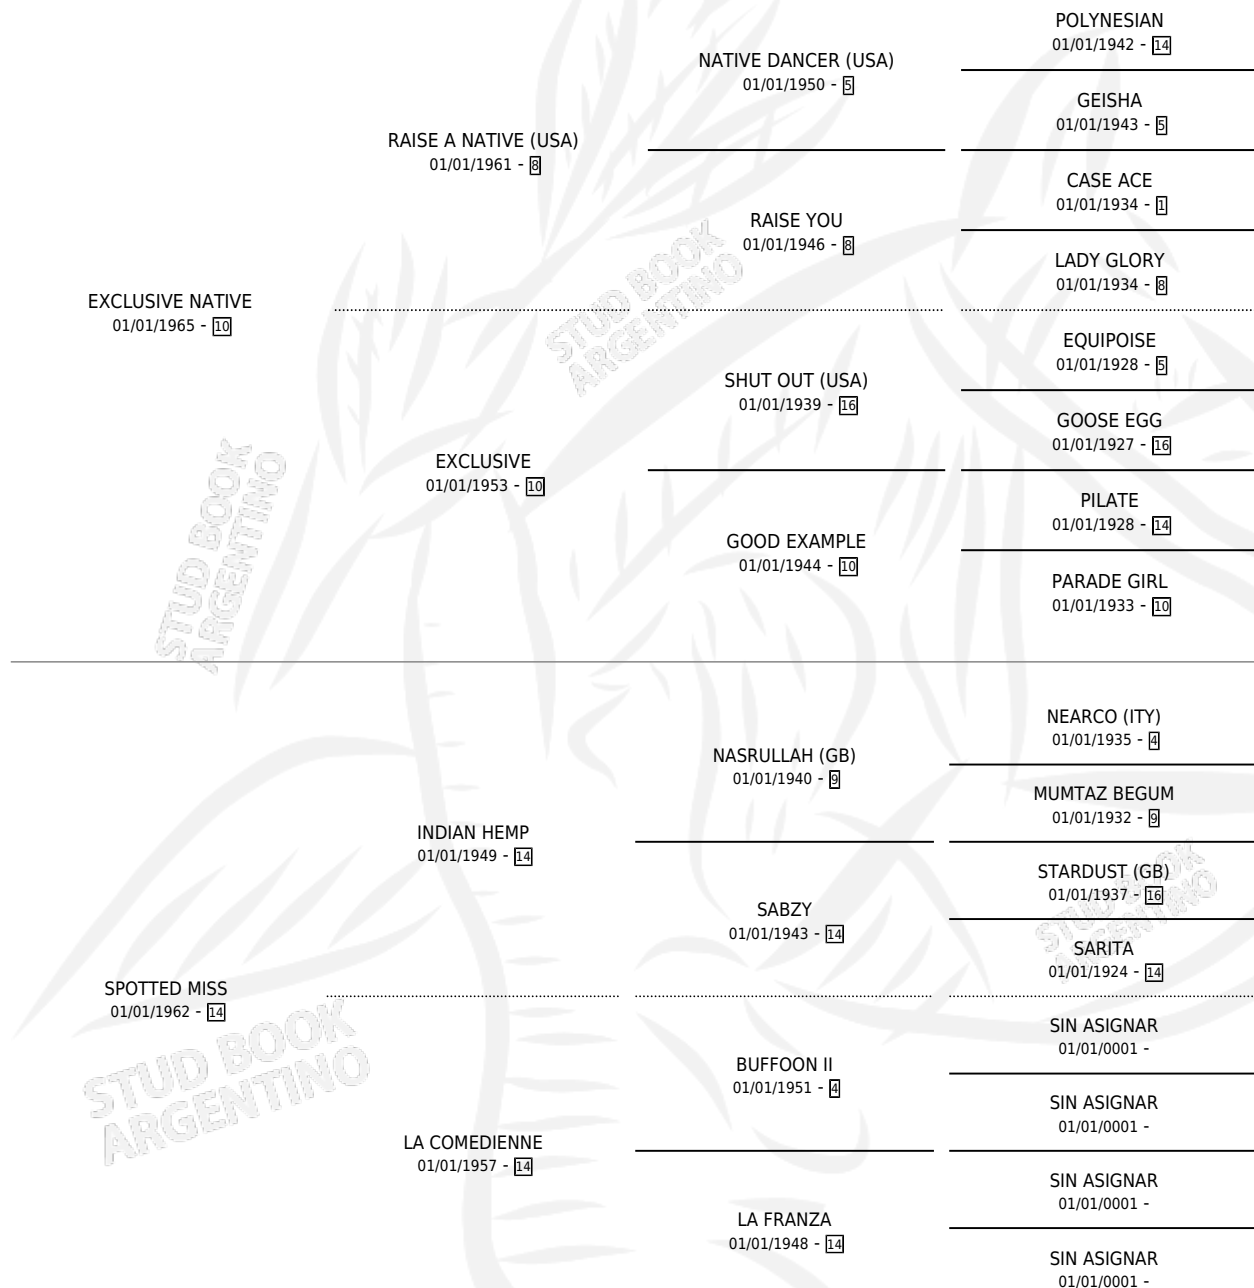 POLYNESIAN
01/01/1942 - 14
NATIVE DANCER (USA)
01/01/1950 - 5
GEISHA
01/01/1943 - 5
RAISE A NATIVE (USA)
01/01/1961 - 8
CASE ACE
01/01/1934 - 1
RAISE YOU
01/01/1946 - 8
LADY GLORY
01/01/1934 - 8
EXCLUSIVE NATIVE
01/01/1965 - 10
EQUIPOISE
01/01/1928 - 5
SHUT OUT (USA)
01/01/1939 - 16
GOOSE EGG
01/01/1927 - 16
EXCLUSIVE
01/01/1953 - 10
PILATE
01/01/1928 - 14
GOOD EXAMPLE
01/01/1944 - 10
PARADE GIRL
01/01/1933 - 10
NEARCO (ITY)
01/01/1935 - 4
NASRULLAH (GB)
01/01/1940 - 9
MUMTAZ BEGUM
01/01/1932 - 9
INDIAN HEMP
01/01/1949 - 14
STARDUST (GB)
01/01/1937 - 16
SABZY
01/01/1943 - 14
SARITA
01/01/1924 - 14
SPOTTED MISS
01/01/1962 - 14
SIN ASIGNAR
01/01/0001 -
BUFFOON II
01/01/1951 - 4
SIN ASIGNAR
01/01/0001 -
LA COMEDIENNE
01/01/1957 - 14
SIN ASIGNAR
01/01/0001 -
LA FRANZA
01/01/1948 - 14
SIN ASIGNAR
01/01/0001 -
STUD BOOK
ARGENTINO
STUD BOOK
ARGENTINO
STUD BOOK
ARGENTINO
STUD BOOK
ARGENTINO